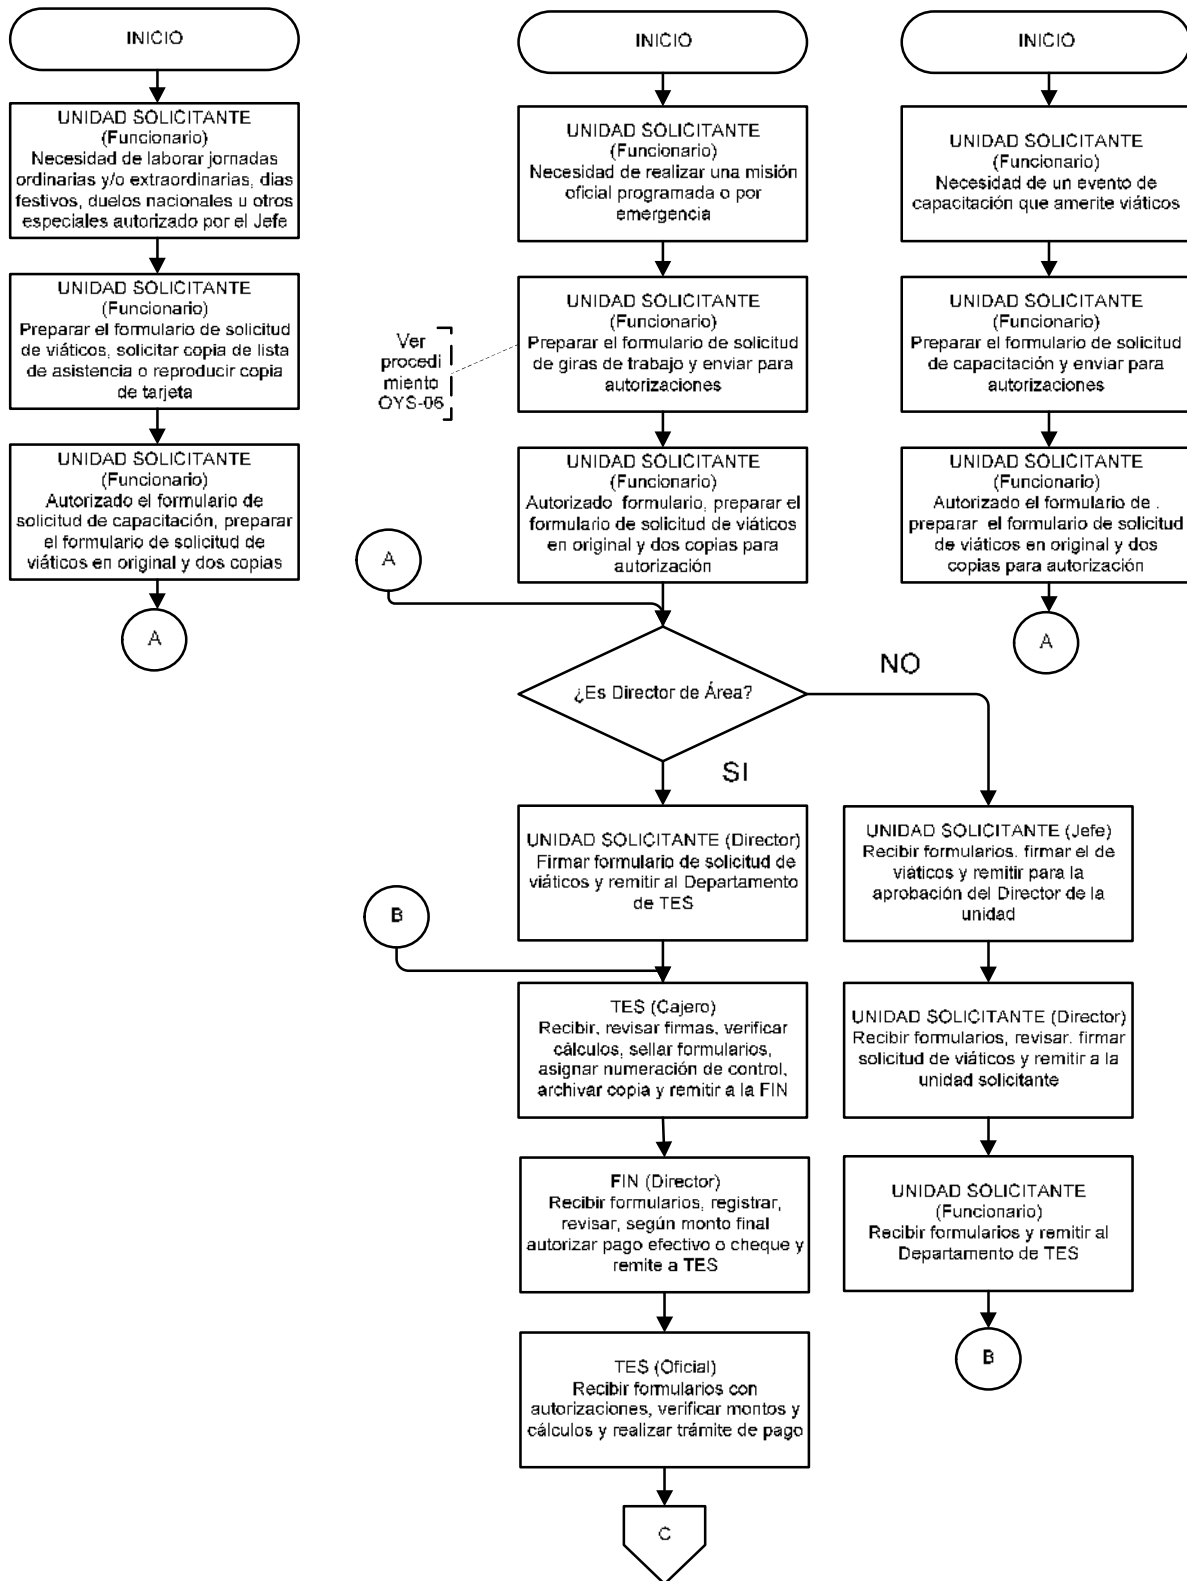 INICIO
UNIDAD SOLICITANTE
(Funcionario)
Necesidad de laborar jornadas
ordinarias y/o extraordinarias, dias
festivos, duelos nacionales u otros
especiales autorizado por el Jefe
UNIDAD SOLICITANTE
(Funcionario)
Preparar el formulario de solicitud
de viáticos, solicitar copia de lista
de asistencia o reproducir copia
de tarjeta
UNIDAD SOLICITANTE
(Funcionario)
Autorizado el formulario de
solicitud de capacitación, preparar
el formulario de solicitud de
viáticos en original y dos copias
A
INICIO
UNIDAD SOLICITANTE
(Funcionario)
Necesidad de realizar una misión
oficial programada o por
emergencia
Ver
procedi
miento
OYS-06
UNIDAD SOLICITANTE
(Funcionario)
Preparar el formulario de solicitud
de giras de trabajo y enviar para
autorizaciones
UNIDAD SOLICITANTE
(Funcionario)
Autorizado formulario, preparar el
formulario de solicitud de viáticos
en original y dos copias para
autorización
A
INICIO
UNIDAD SOLICITANTE
(Funcionario)
Necesidad de un evento de
capacitación que amerite viáticos
UNIDAD SOLICITANTE
(Funcionario)
Preparar el formulario de solicitud
de capacitación y enviar para
autorizaciones
UNIDAD SOLICITANTE
(Funcionario)
Autorizado el formulario de .
preparar el formulario de solicitud
de viáticos en original y dos
copias para autorización
A
¿Es Director de Área?
NO
SI
UNIDAD SOLICITANTE (Director)
Firmar formulario de solicitud de
viáticos y remitir al Departamento
de TES
B
TES (Cajero)
Recibir, revisar firmas, verificar
cálculos, sellar formularios,
asignar numeración de control,
archivar copia y remitir a la FIN
FIN (Director)
Recibir formularios, registrar,
revisar, según monto final
autorizar pago efectivo o cheque y
remite a TES
TES (Oficial)
Recibir formularios con
autorizaciones, verificar montos y
cálculos y realizar trámite de pago
C
UNIDAD SOLICITANTE (Jefe)
Recibir formularios. firmar el de
viáticos y remitir para la
aprobación del Director de la
unidad
UNIDAD SOLICITANTE (Director)
Recibir formularios, revisar. firmar
solicitud de viáticos y remitir a la
unidad solicitante
UNIDAD SOLICITANTE
(Funcionario)
Recibir formularios y remitir al
Departamento de TES
B